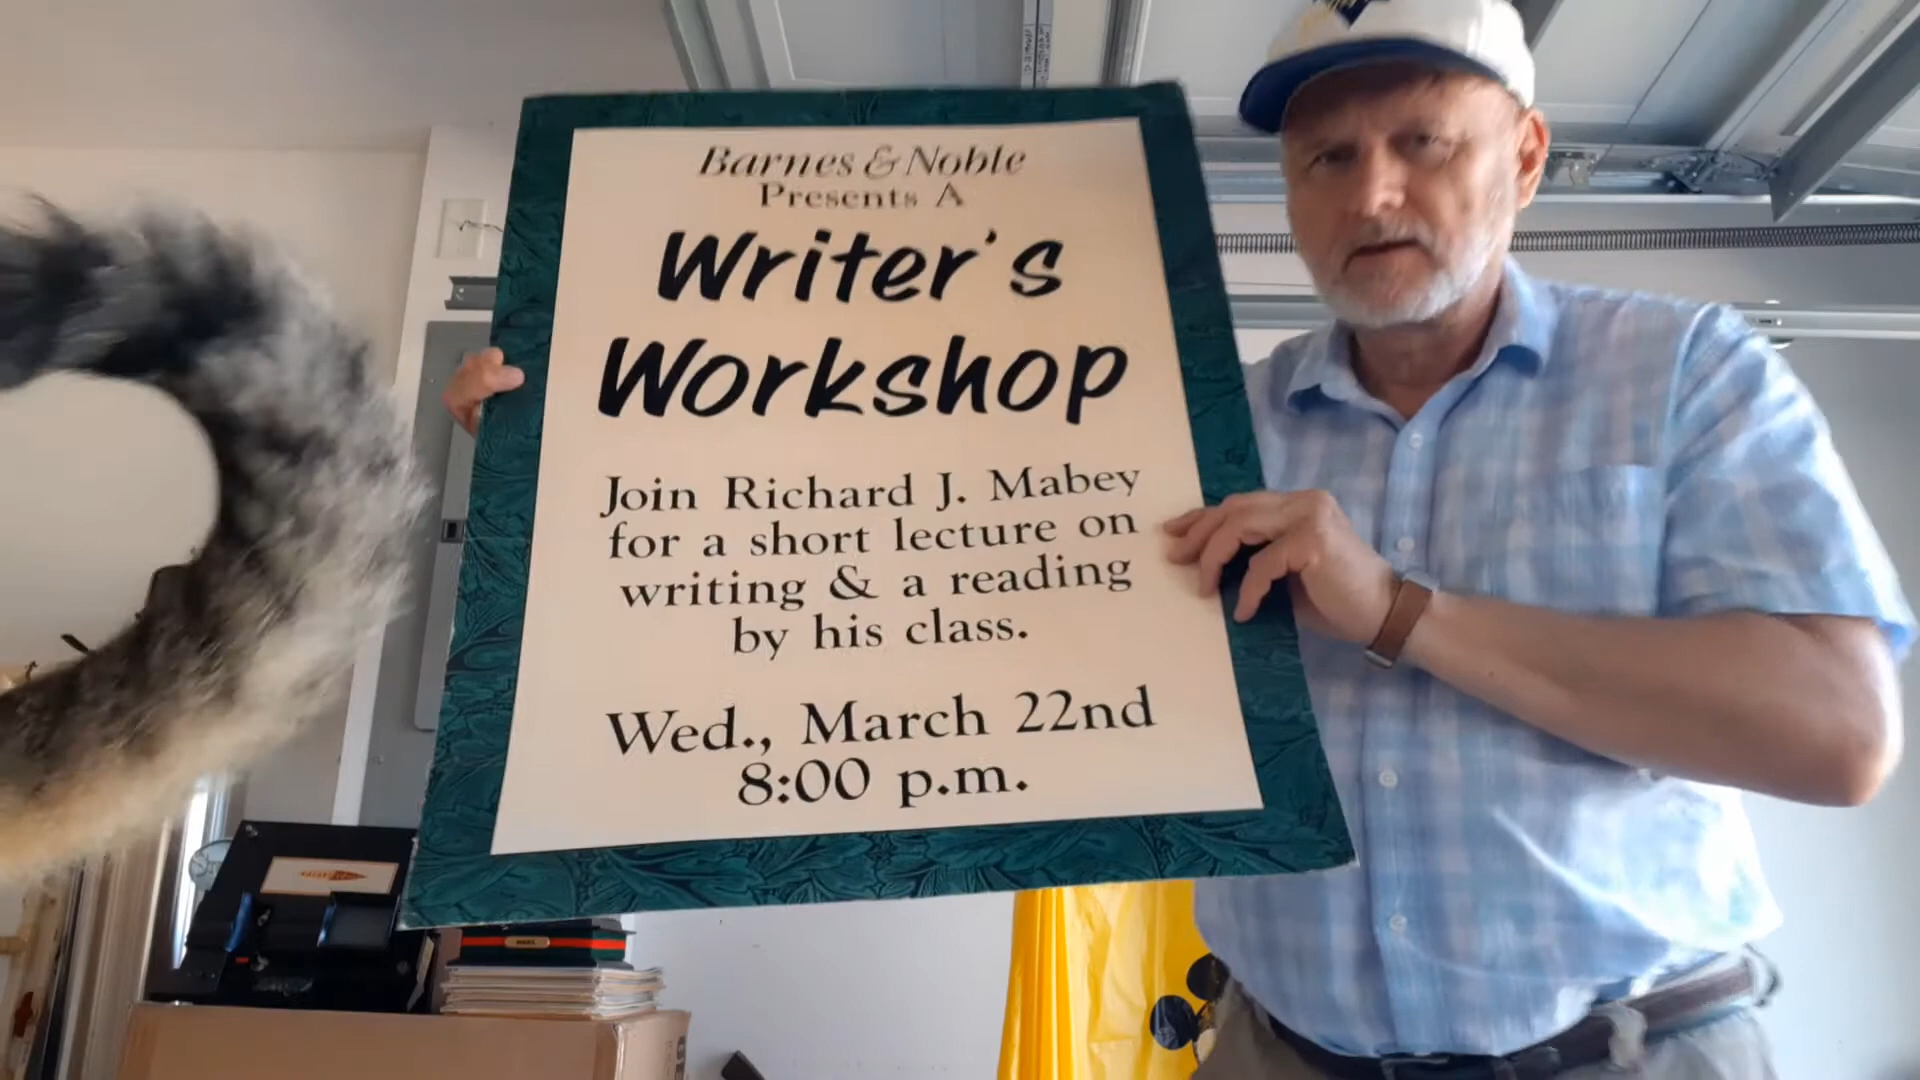 Barnes & Noble
Presents A
Writer's
Workshop
Join Richard J. Mabey
for a short lecture on
writing & a reading
by his class.
Wed., March 22nd
8:00 p.m.